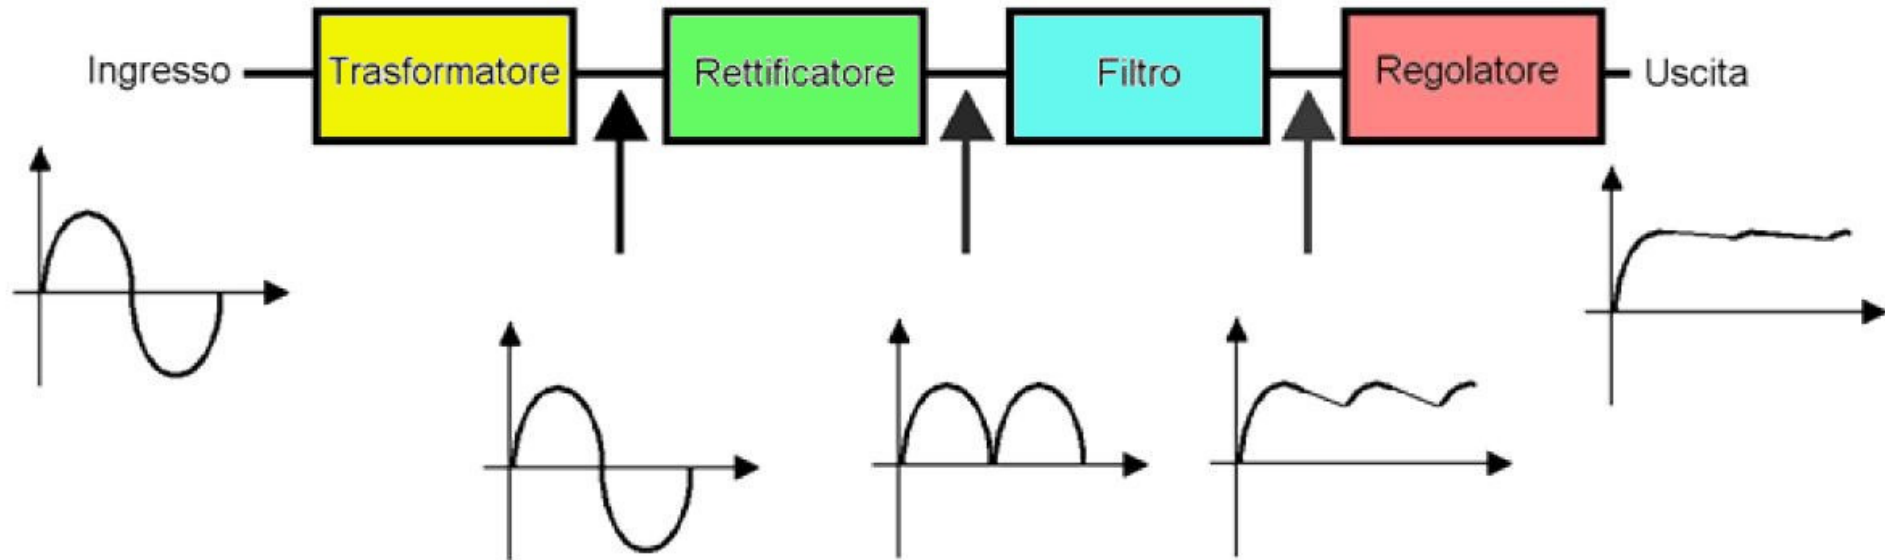 Ingresso
Trasformatore
Rettificatore
Filtro
Regolatore
Uscita